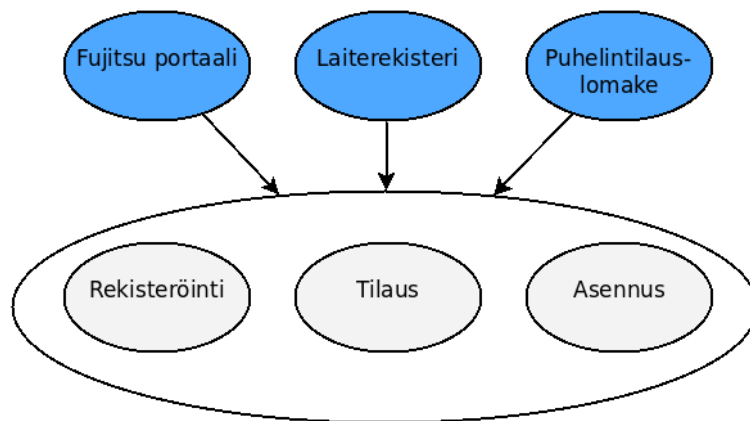 Fujitsu portaali
Laiterekisteri
Puhelintilaus-
lomake
Rekisteröinti
Tilaus
Asennus